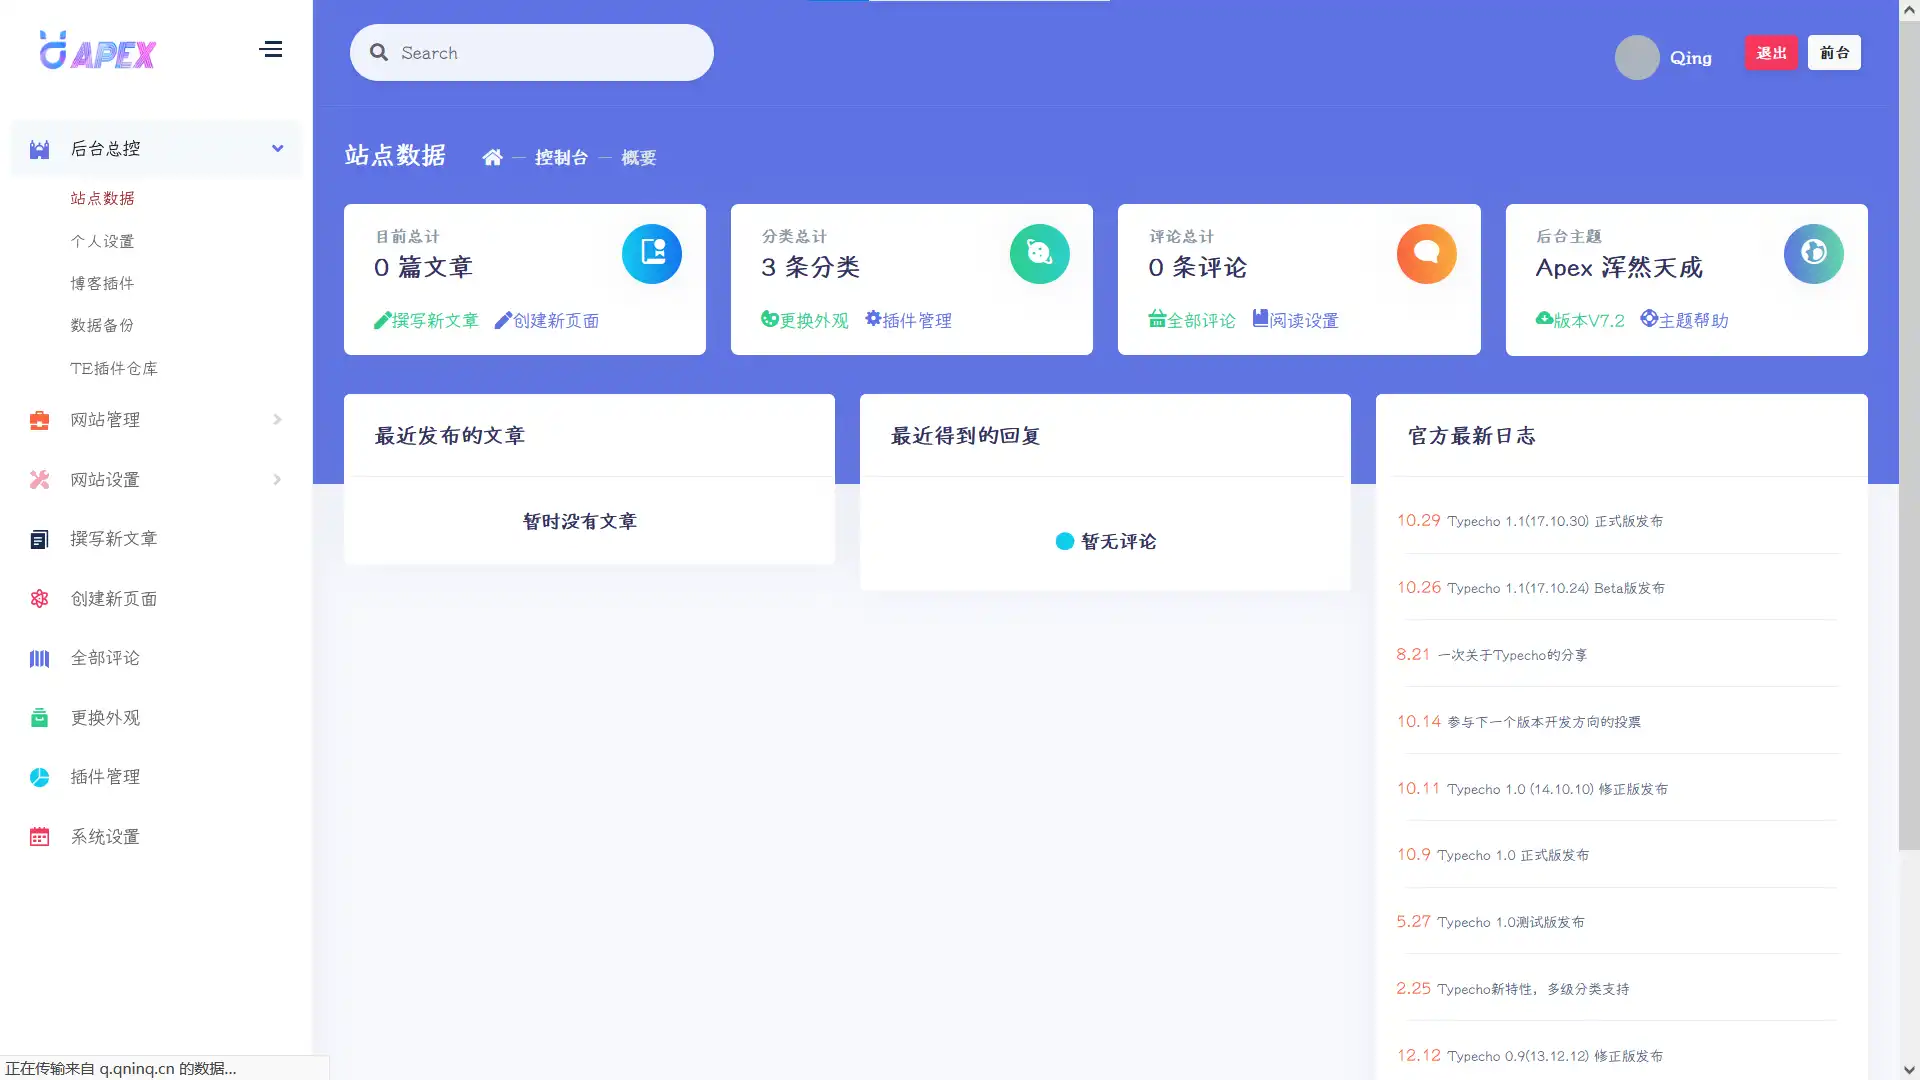 APEX
Search
Qing
退出
前台
后台总控
站点数据
个人设置
博客插件
数据备份
TE插件仓库
网站管理
网站设置
撰写新文章
创建新页面
全部评论
更换外观
插件管理
系统设置
站点数据
控制台
概要
目前总计
0 篇文章
撰写新文章 创建新页面
分类总计
3 条分类
更换外观 插件管理
评论总计
0 条评论
全部评论 阅读设置
后台主题
Apex 浑然天成
版本V7.2 主题帮助
最近发布的文章
暂时没有文章
最近得到的回复
暂无评论
官方最新日志
10.29 Typecho 1.1(17.10.30) 正式版发布
10.26 Typecho 1.1(17.10.24) Beta版发布
8.21 一次关于Typecho的分享
10.14 参与下一个版本开发方向的投票
10.11 Typecho 1.0 (14.10.10) 修正版发布
10.9 Typecho 1.0 正式版发布
5.27 Typecho 1.0测试版发布
2.25 Typecho新特性，多级分类支持
12.12 Typecho 0.9(13.12.12) 修正版发布
正在传输来自 q.qninq.cn 的数据...